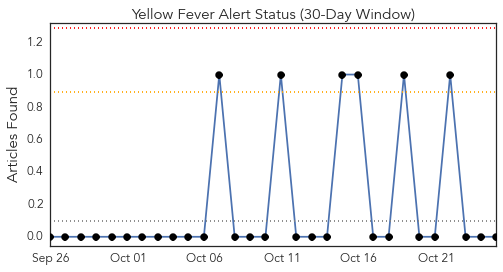 Yellow Fever Alert Status (30-Day Window)
Articles Found
1.2
1.0
0.8
0.6
0.4
0.2
0.0
Sep 26 Oct 01 Oct 06 Oct 11 Oct 16 Oct 21